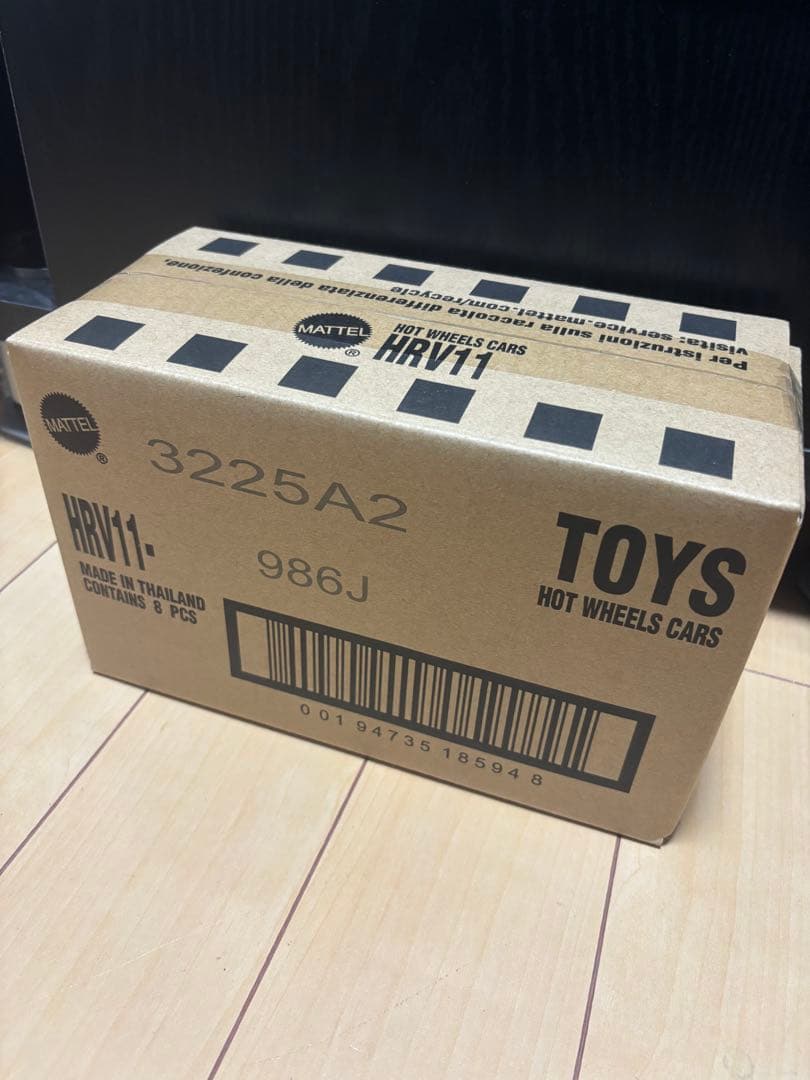 Per istruzioni sulla raccolta differenziata della confezione,
visita: service.mattel.com/recycle
MATTEL
®
HOT WHEELS CARS
HRV11
MATTEL
®
3225A2
HRV11-
986J
MADE IN THAILAND
CONTAINS 8 PCS
TOYS
HOT WHEELS CARS
0 01 94735 18594 8